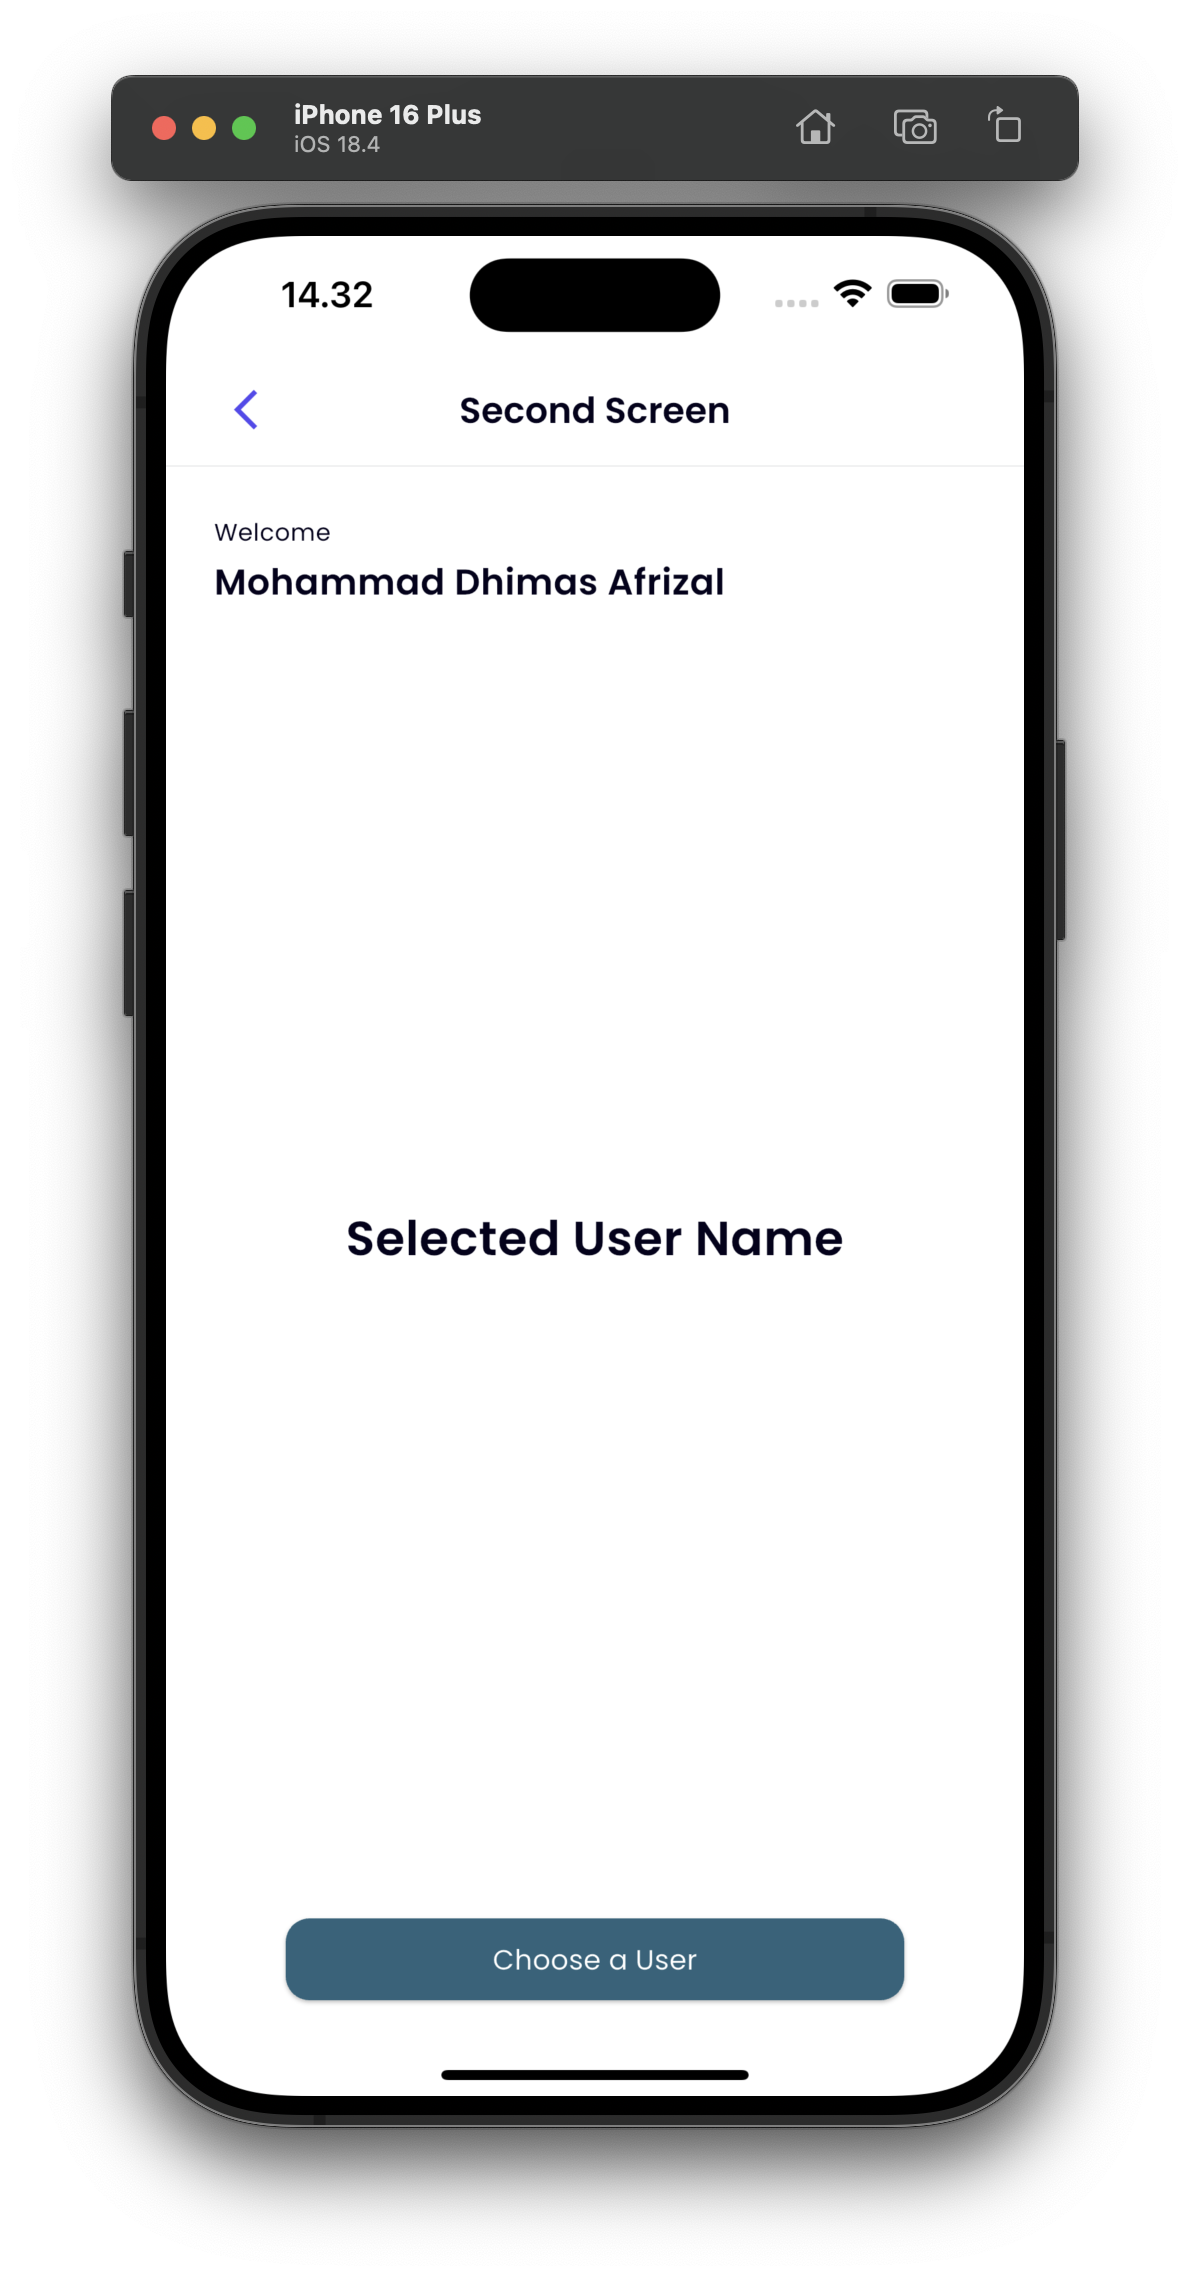 iPhone 16 Plus
iOS 18.4
14.32
Second Screen
Welcome
Mohammad Dhimas Afrizal
Selected User Name
Choose a User